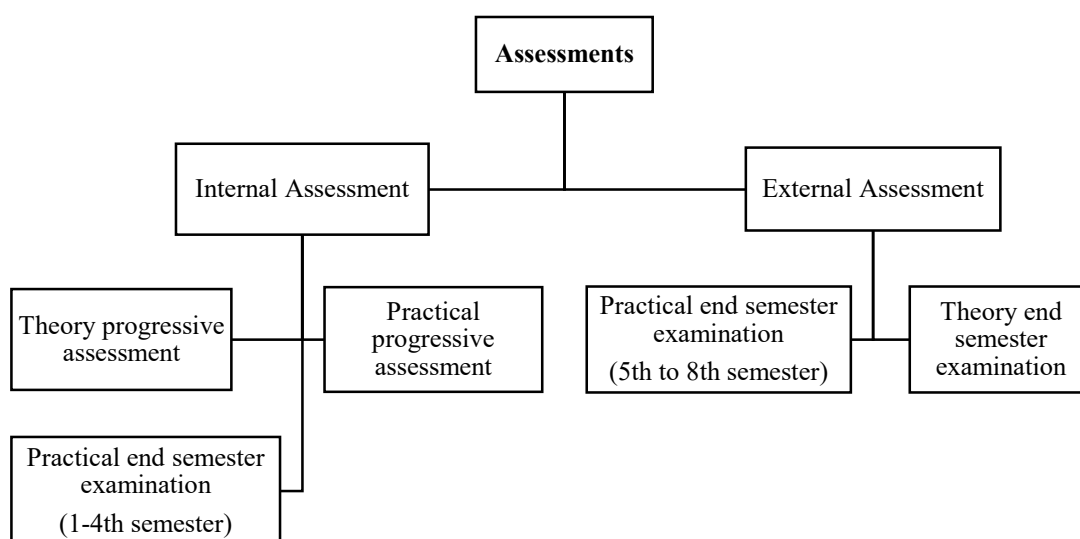 Assessments
Internal Assessment
External Assessment
Theory progressive
assessment
Practical
progressive
assessment
Practical end semester
examination
(5th to 8th semester)
Theory end
semester
examination
Practical end semester
examination
(1-4th semester)